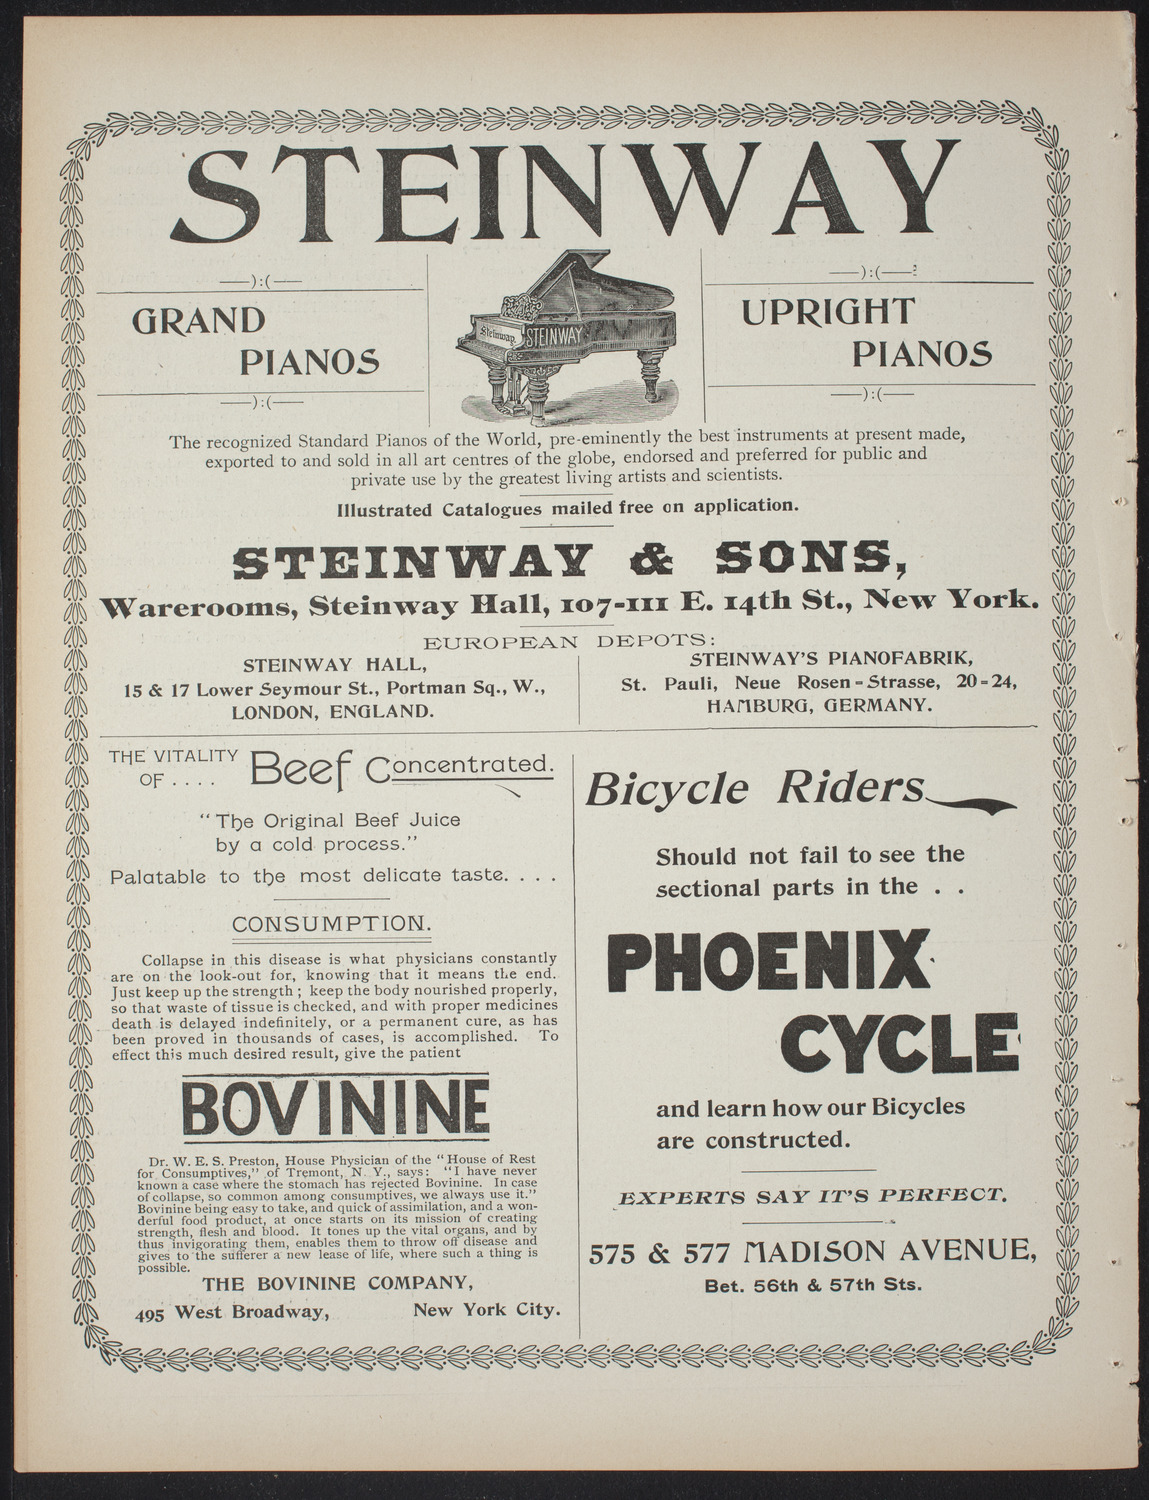 STEINWAY
——):(——
GRAND
PIANOS
——):(——
Steinway
STEINWAY
——):(——
UPRIGHT
PIANOS
——):(——
The recognized Standard Pianos of the World, pre-eminently the best instruments at present made,
exported to and sold in all art centres of the globe, endorsed and preferred for public and
private use by the greatest living artists and scientists.
Illustrated Catalogues mailed free on application.
STEINWAY & SONS,
Warerooms, Steinway Hall, 107-111 E. 14th St., New York.
EUROPEAN DEPOTS:
STEINWAY HALL,
15 & 17 Lower Seymour St., Portman Sq., W.,
LONDON, ENGLAND.
STEINWAY'S PIANOFABRIK,
St. Pauli, Neue Rosen-Strasse, 20-24,
HAMBURG, GERMANY.
THE VITALITY
OF . . . .
Beef Concentrated.
"The Original Beef Juice
by a cold process."
Palatable to the most delicate taste. . . .
CONSUMPTION.
Collapse in this disease is what physicians constantly
are on the look-out for, knowing that it means the end.
Just keep up the strength ; keep the body nourished properly,
so that waste of tissue is checked, and with proper medicines
death is delayed indefinitely, or a permanent cure, as has
been proved in thousands of cases, is accomplished. To
effect this much desired result, give the patient
BOVININE
Dr. W. E. S. Preston, House Physician of the "House of Rest
for Consumptives," of Tremont, N. Y., says: "I have never
known a case where the stomach has rejected Bovinine. In case
of collapse, so common among consumptives, we always use it."
Bovinine being easy to take, and quick of assimilation, and a won-
derful food product, at once starts on its mission of creating
strength, flesh and blood. It tones up the vital organs, and by
thus invigorating them, enables them to throw off disease and
gives to the sufferer a new lease of life, where such a thing is
possible.
THE BOVININE COMPANY,
495 West Broadway, New York City.
Bicycle Riders
Should not fail to see the
sectional parts in the . .
PHOENIX
CYCLE
and learn how our Bicycles
are constructed.
EXPERTS SAY IT'S PERFECT.
575 & 577 MADISON AVENUE,
Bet. 56th & 57th Sts.